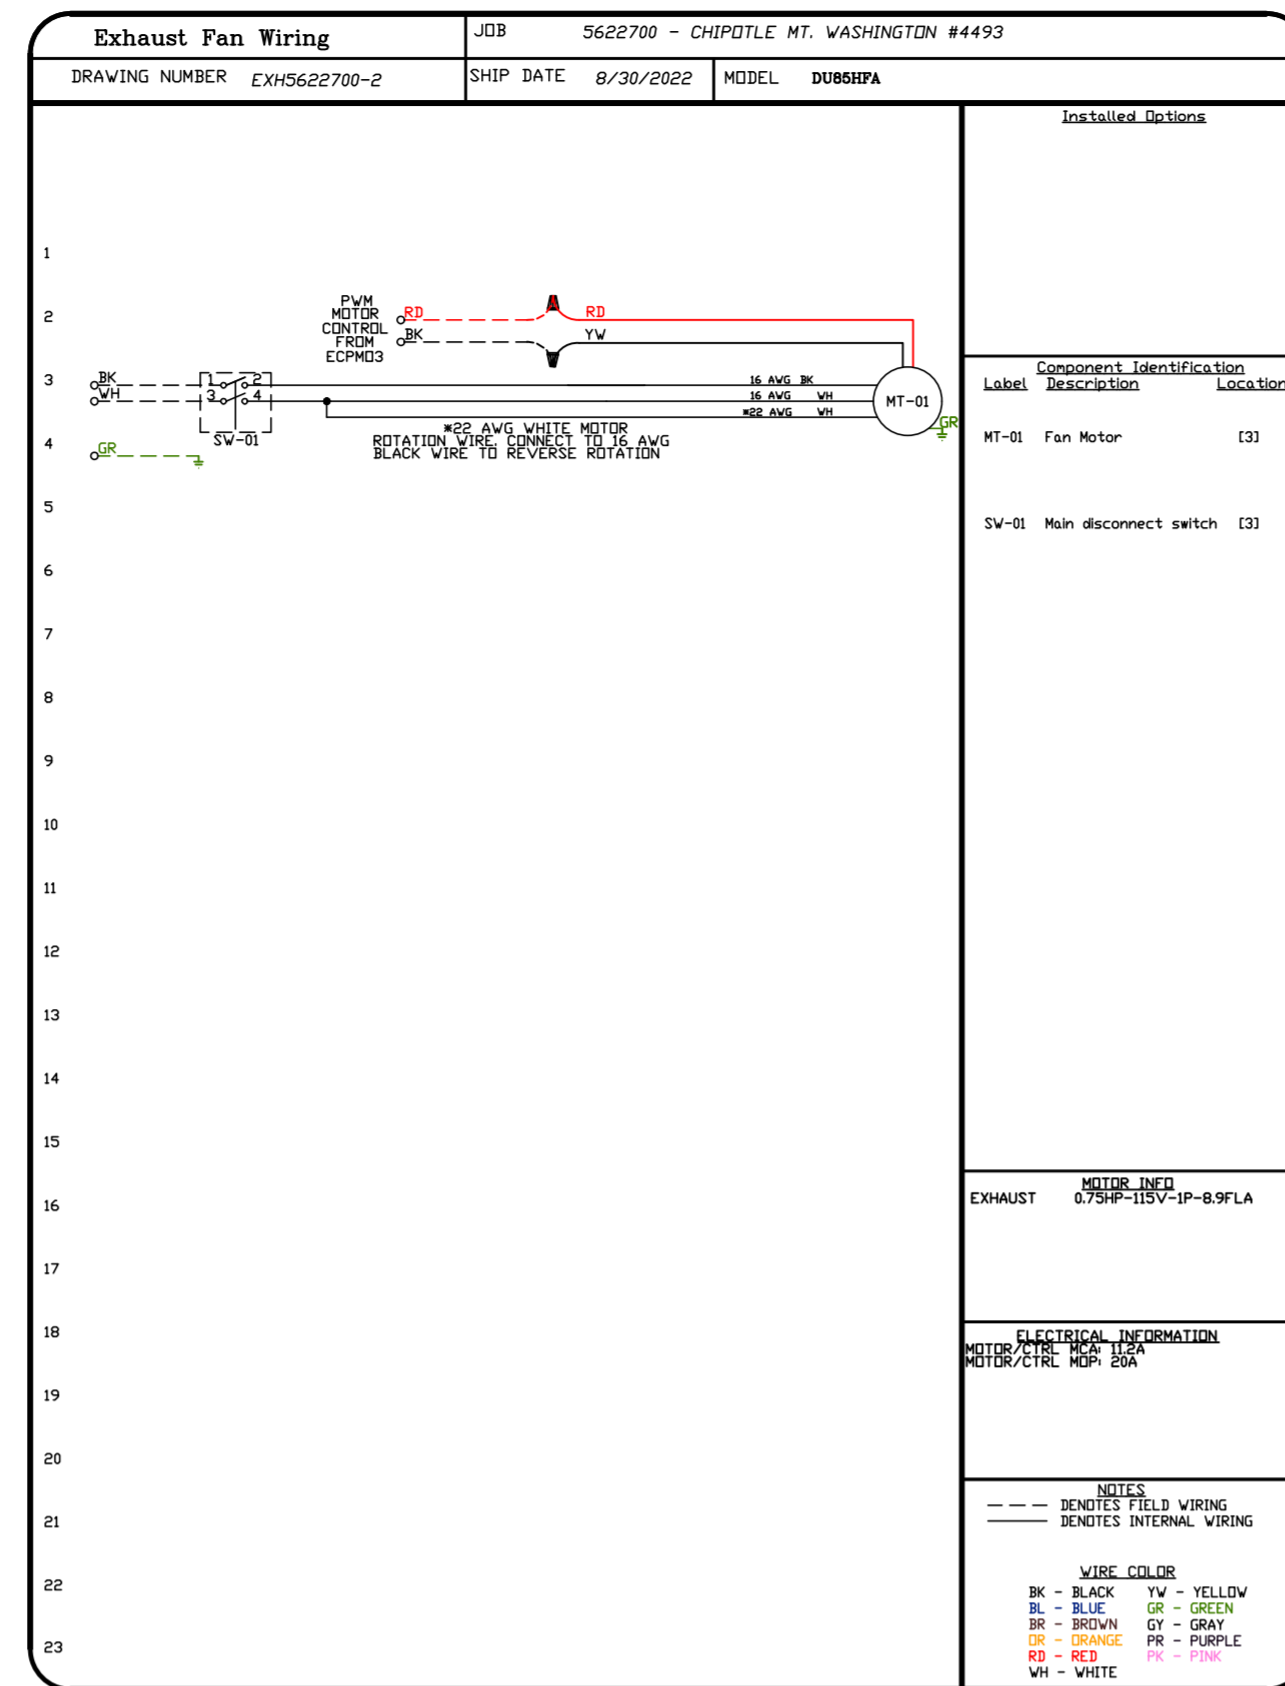 Exhaust Fan Wiring
JOB 5622700 - CHIPOTLE MT. WASHINGTON #4493
DRAWING NUMBER EXH5622700-2
SHIP DATE 8/30/2022
MODEL DU85HFA
Installed Options
1
2
3
4
5
6
7
8
9
10
11
12
13
14
15
16
17
18
19
20
21
22
23
PWM
MOTOR
CONTROL
FROM
ECPM03
RD
BK
RD
YW
BK
WH
1 2
3 4
SW-01
GR
16 AWG BK
16 AWG WH
*22 AWG WH
MT-01
GR
*22 AWG WHITE MOTOR
ROTATION WIRE. CONNECT TO 16 AWG
BLACK WIRE TO REVERSE ROTATION
Component Identification
Label Description Location
MT-01 Fan Motor [3]
SW-01 Main disconnect switch [3]
MOTOR INFO
EXHAUST 0.75HP-115V-1P-8.9FLA
ELECTRICAL INFORMATION
MOTOR/CTRL MCA: 11.2A
MOTOR/CTRL MOP: 20A
NOTES
DENOTES FIELD WIRING
DENOTES INTERNAL WIRING
WIRE COLOR
BK - BLACK YW - YELLOW
BL - BLUE GR - GREEN
BR - BROWN GY - GRAY
OR - ORANGE PR - PURPLE
RD - RED PK - PINK
WH - WHITE